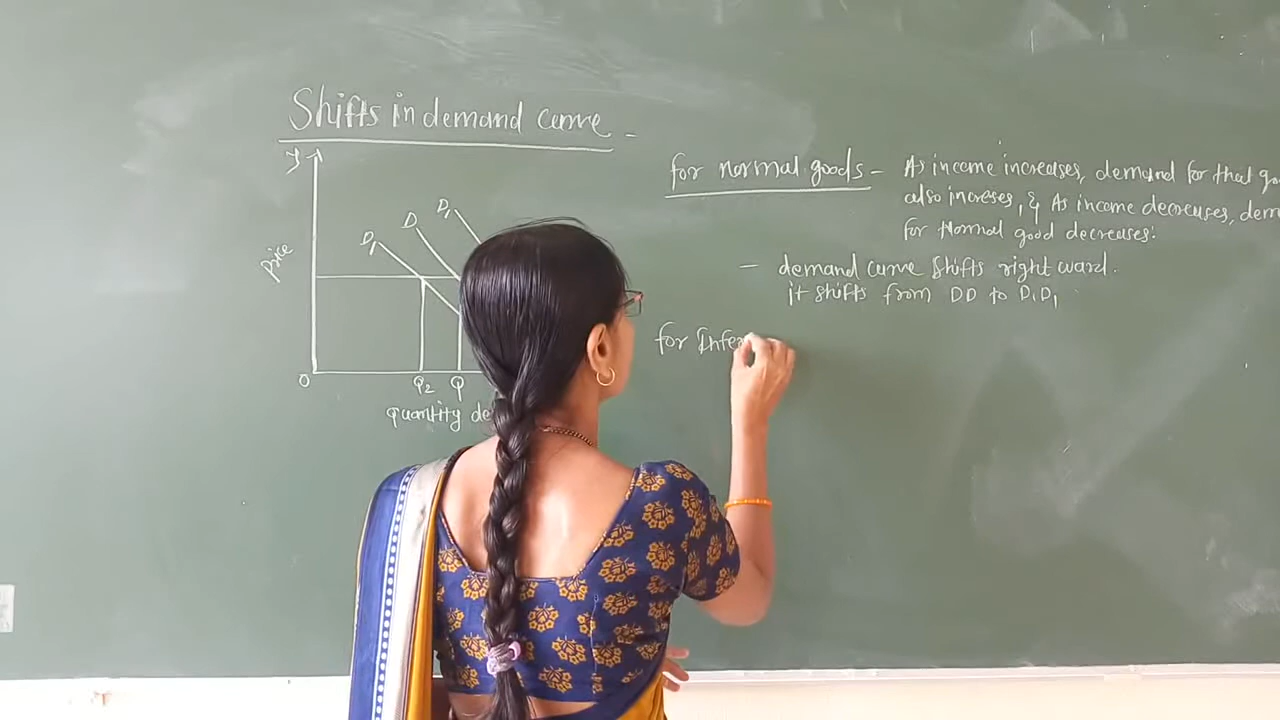 Shifts in demand curve -
y
D1
D
D1
price
O
Q2 Q
quantity de
for normal goods - As income increases, demand for that go
also increses, & As income decreases, dem
for Normal good decreases.
- demand curve shifts right ward.
it shifts from DD to D1D1
for Infer